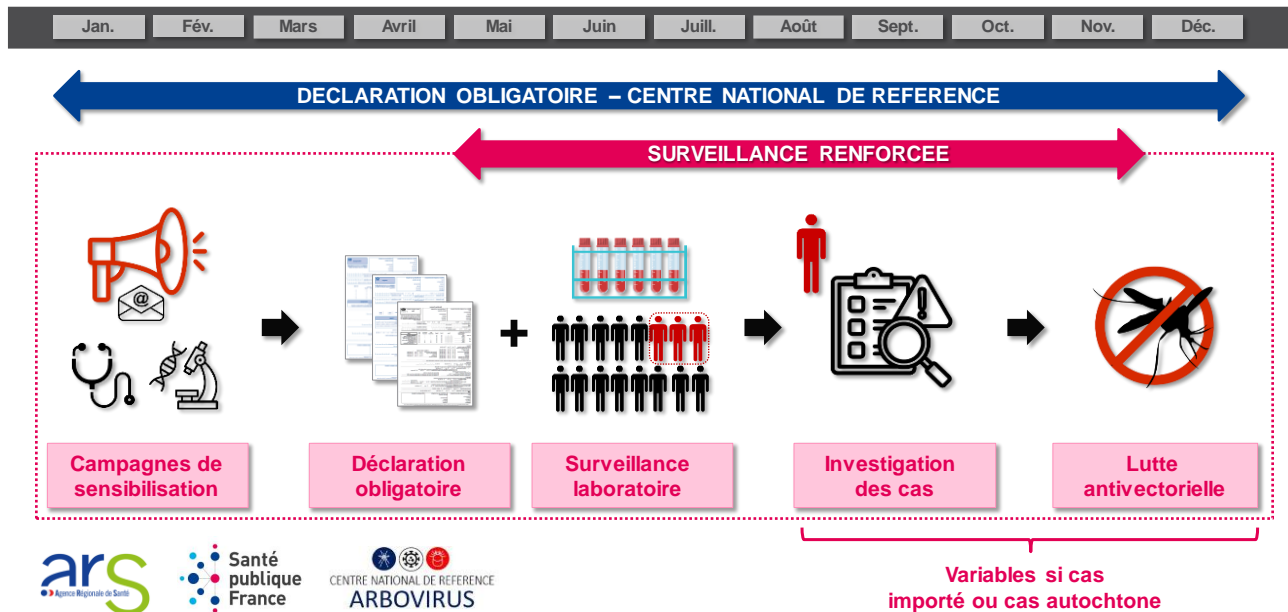 Jan. Fév. Mars Avril Mai Juin Juill. Août Sept. Oct. Nov. Déc.
DECLARATION OBLIGATOIRE – CENTRE NATIONAL DE REFERENCE
SURVEILLANCE RENFORCEE
@
+
Campagnes de
sensibilisation
Déclaration
obligatoire
Surveillance
laboratoire
Investigation
des cas
Lutte
antivectorielle
ars
Agence Régionale de Santé
Santé
publique
France
CENTRE NATIONAL DE REFERENCE
ARBOVIRUS
Variables si cas
importé ou cas autochtone